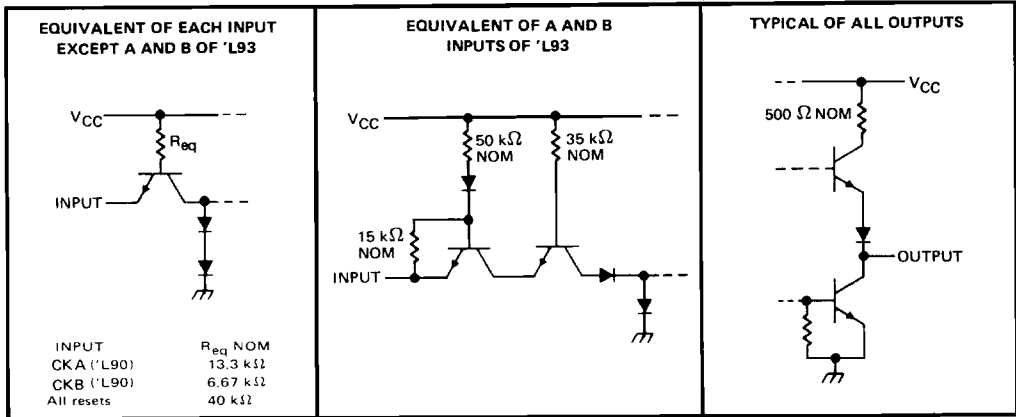 EQUIVALENT OF EACH INPUT
EXCEPT A AND B OF 'L93
VCC
Req
INPUT
INPUT Req NOM
CKA ('L90) 13.3 kΩ
CKB ('L90) 6.67 kΩ
All resets 40 kΩ
EQUIVALENT OF A AND B
INPUTS OF 'L93
VCC
50 kΩ
NOM
35 kΩ
NOM
15 kΩ
NOM
INPUT
TYPICAL OF ALL OUTPUTS
VCC
500 Ω NOM
OUTPUT